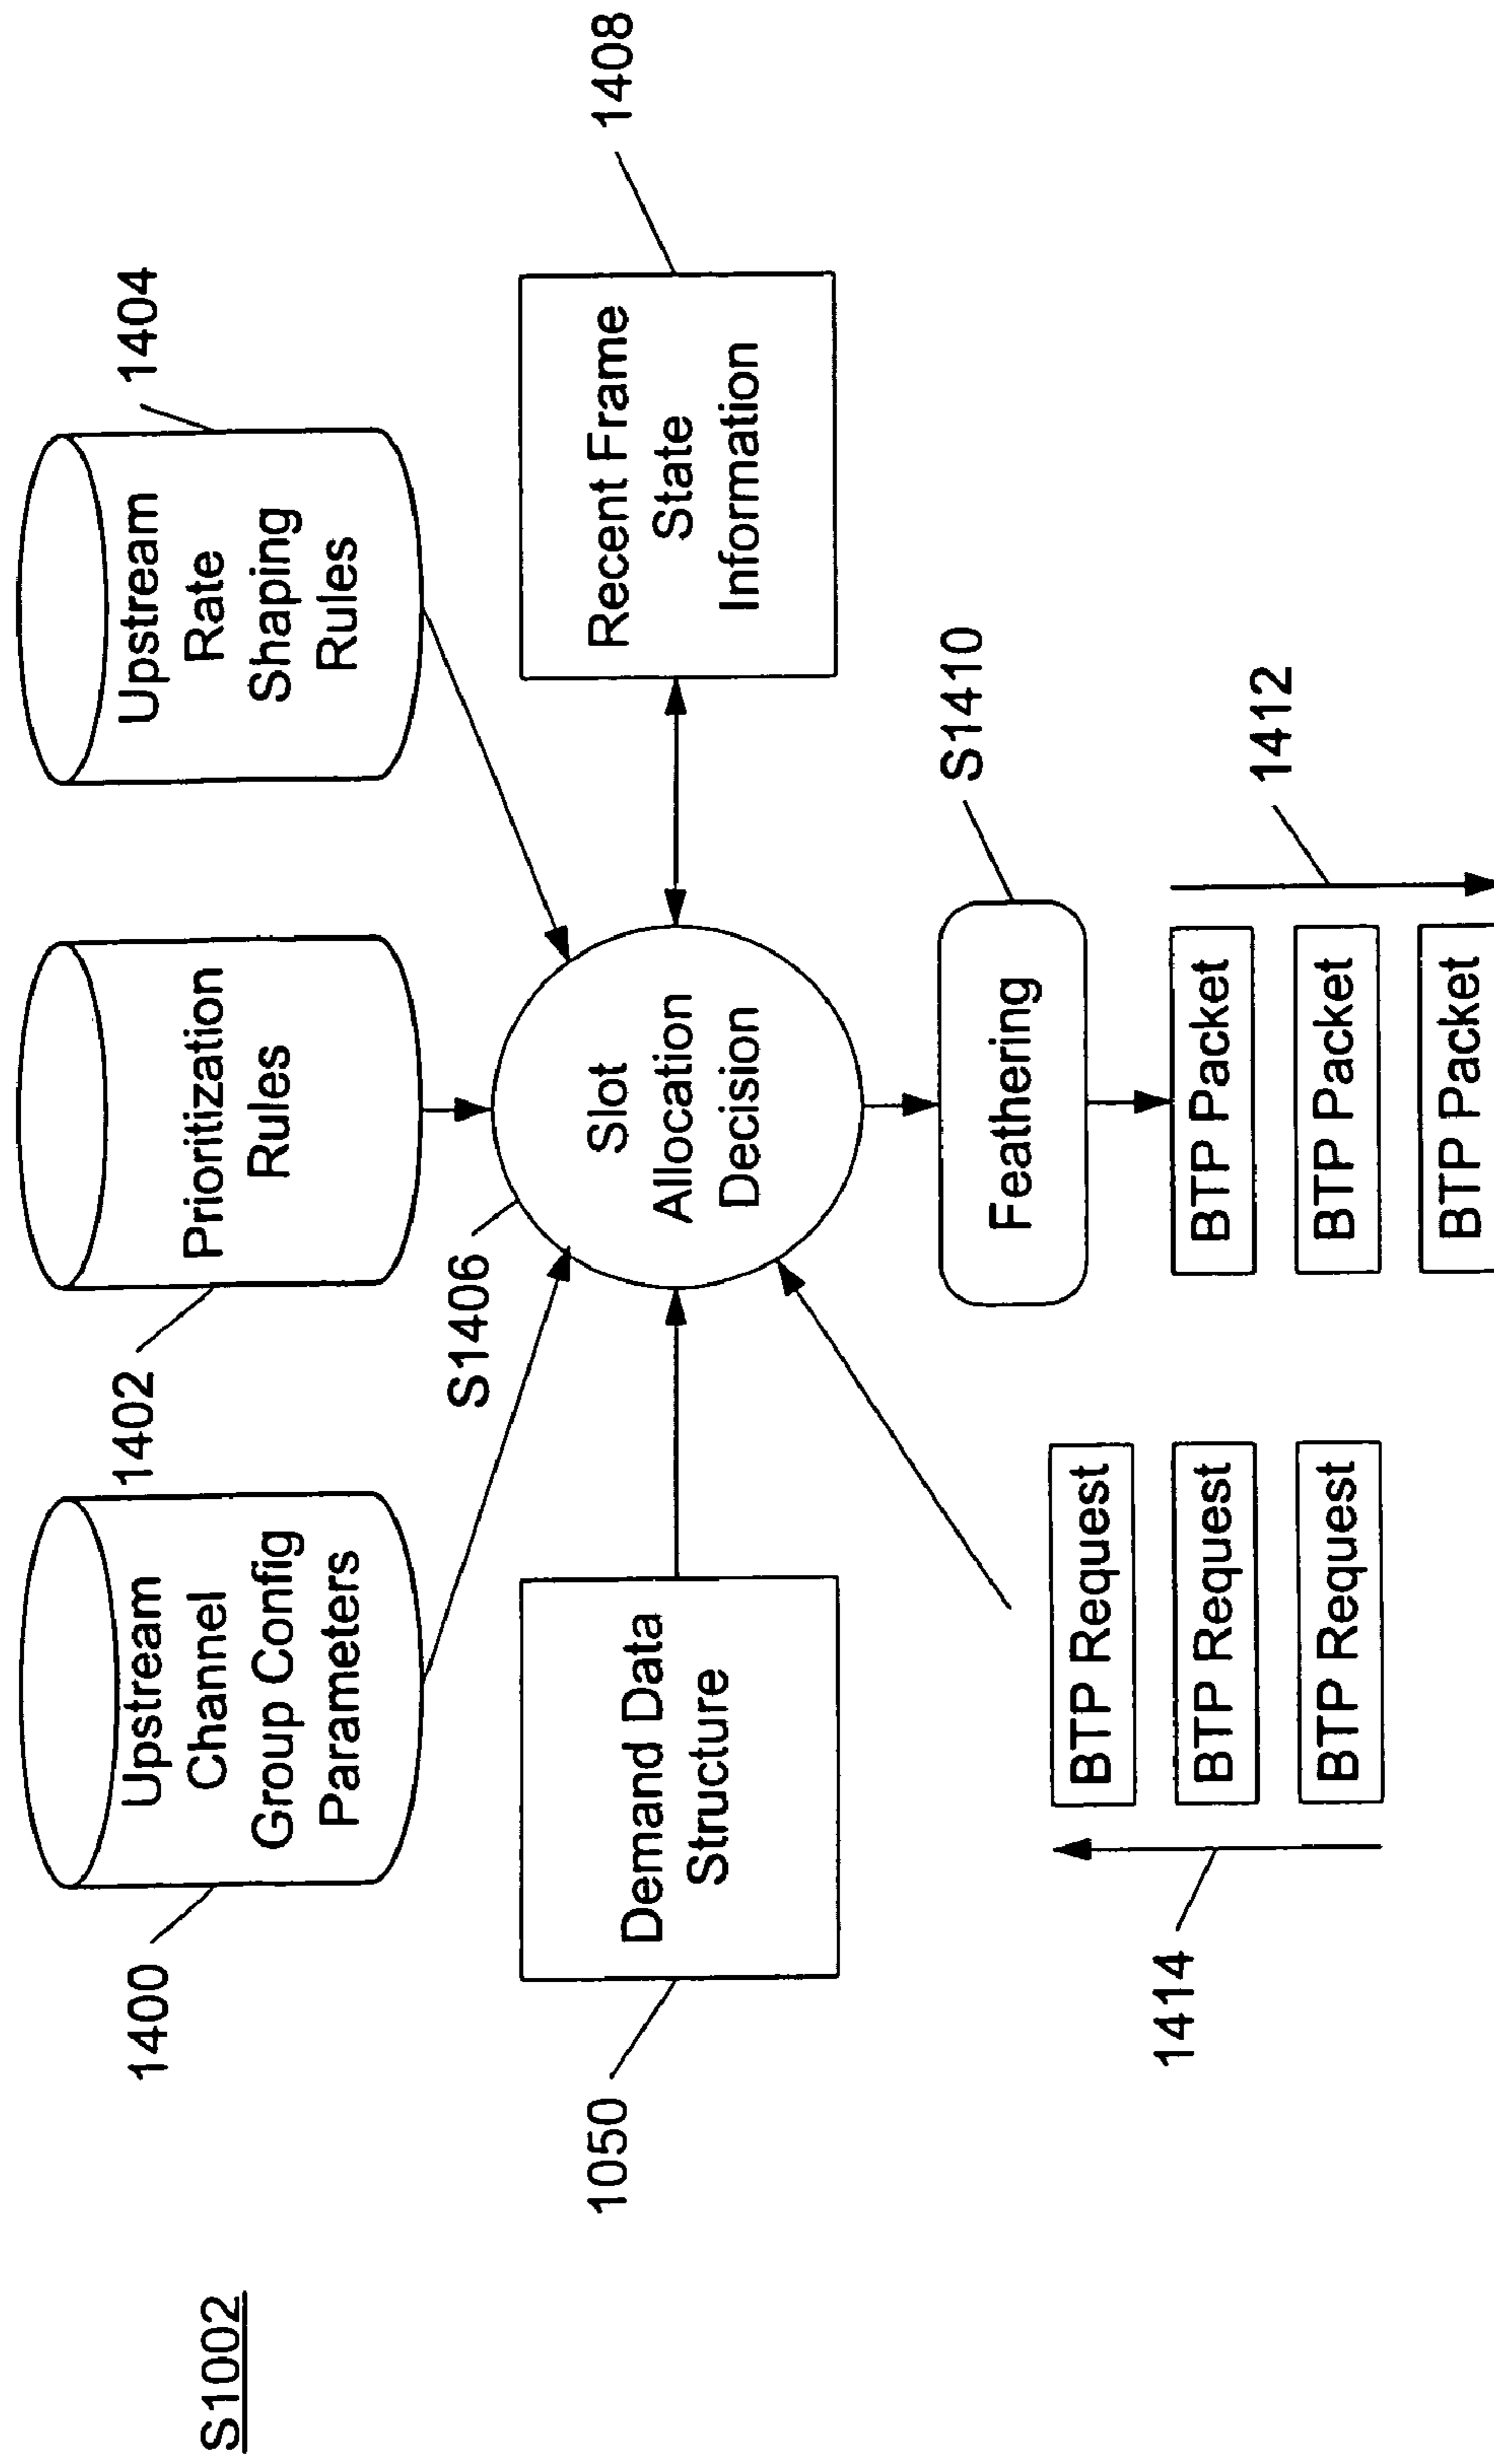 S1002
1400
Upstream
Channel
Group Config
Parameters
1402
Prioritization
Rules
1404
Upstream
Rate
Shaping
Rules
S1406
Slot
Allocation
Decision
1050
Demand Data
Structure
1408
Recent Frame
State
Information
S1410
Feathering
1414
BTP Request
BTP Request
BTP Request
1412
BTP Packet
BTP Packet
BTP Packet